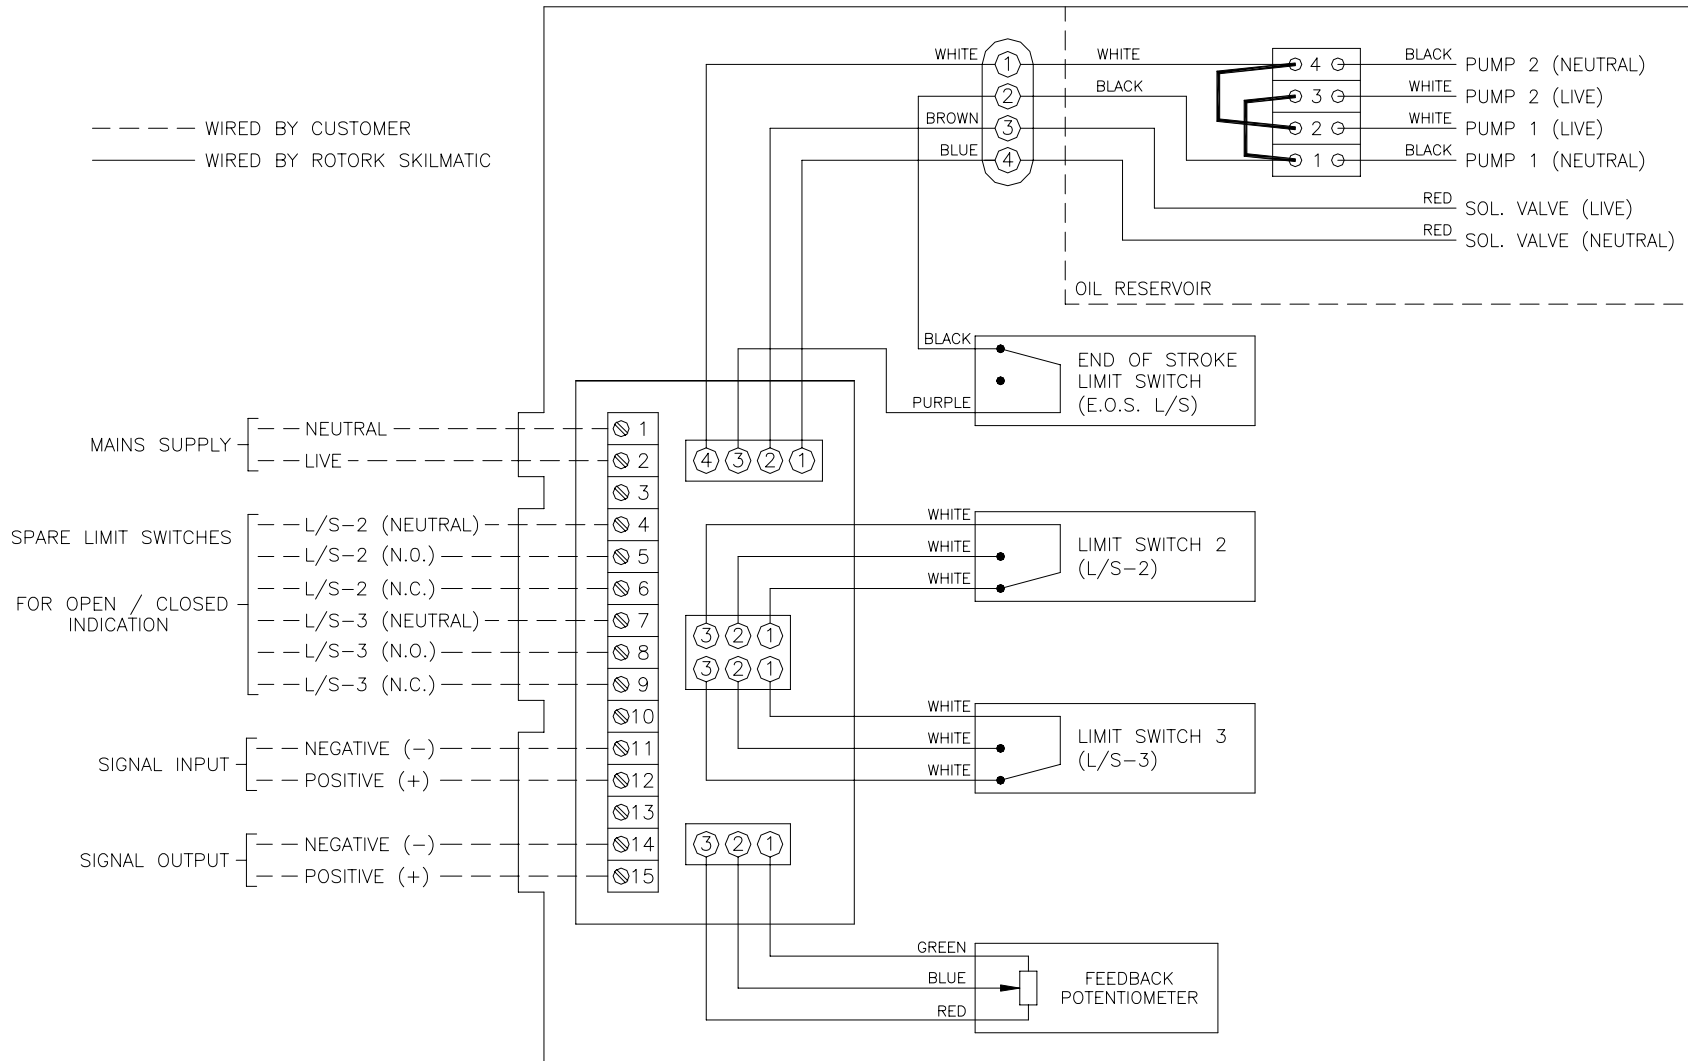 WHITE
1
WHITE
4
BLACK
PUMP 2 (NEUTRAL)
2
BLACK
3
WHITE
PUMP 2 (LIVE)
BROWN
3
2
WHITE
PUMP 1 (LIVE)
BLUE
4
1
BLACK
PUMP 1 (NEUTRAL)
RED
SOL. VALVE (LIVE)
RED
SOL. VALVE (NEUTRAL)
OIL RESERVOIR
WIRED BY CUSTOMER
WIRED BY ROTORK SKILMATIC
BLACK
PURPLE
END OF STROKE
LIMIT SWITCH
(E.O.S. L/S)
MAINS SUPPLY
NEUTRAL
1
LIVE
2
4 3 2 1
3
SPARE LIMIT SWITCHES
FOR OPEN / CLOSED
INDICATION
L/S-2 (NEUTRAL)
4
L/S-2 (N.O.)
5
L/S-2 (N.C.)
6
L/S-3 (NEUTRAL)
7
L/S-3 (N.O.)
8
L/S-3 (N.C.)
9
10
WHITE
WHITE
WHITE
LIMIT SWITCH 2
(L/S-2)
3 2 1
3 2 1
WHITE
WHITE
WHITE
LIMIT SWITCH 3
(L/S-3)
SIGNAL INPUT
NEGATIVE (-)
11
POSITIVE (+)
12
13
SIGNAL OUTPUT
NEGATIVE (-)
14
POSITIVE (+)
15
3 2 1
GREEN
BLUE
RED
FEEDBACK
POTENTIOMETER